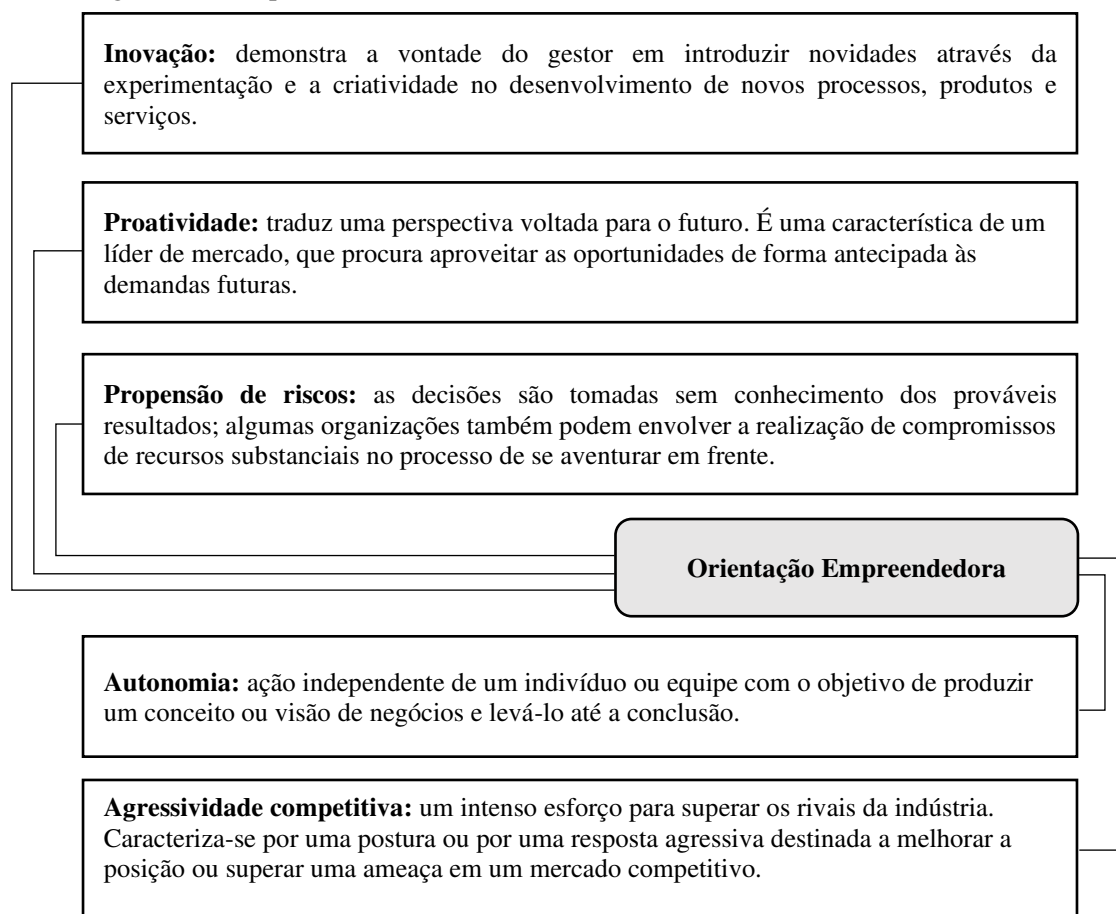 Inovação: demonstra a vontade do gestor em introduzir novidades através da
experimentação e a criatividade no desenvolvimento de novos processos, produtos e
serviços.
Proatividade: traduz uma perspectiva voltada para o futuro. É uma característica de um
líder de mercado, que procura aproveitar as oportunidades de forma antecipada às
demandas futuras.
Propensão de riscos: as decisões são tomadas sem conhecimento dos prováveis
resultados; algumas organizações também podem envolver a realização de compromissos
de recursos substanciais no processo de se aventurar em frente.
Orientação Empreendedora
Autonomia: ação independente de um indivíduo ou equipe com o objetivo de produzir
um conceito ou visão de negócios e levá-lo até a conclusão.
Agressividade competitiva: um intenso esforço para superar os rivais da indústria.
Caracteriza-se por uma postura ou por uma resposta agressiva destinada a melhorar a
posição ou superar uma ameaça em um mercado competitivo.